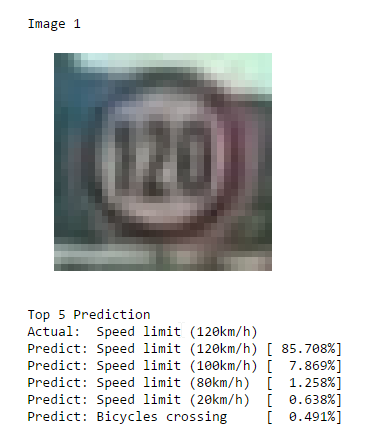 Image 1
120
Top 5 Prediction
Actual:  Speed limit (120km/h)
Predict: Speed limit (120km/h) [ 85.708%]
Predict: Speed limit (100km/h) [  7.869%]
Predict: Speed limit (80km/h)  [  1.258%]
Predict: Speed limit (20km/h)  [  0.638%]
Predict: Bicycles crossing     [  0.491%]